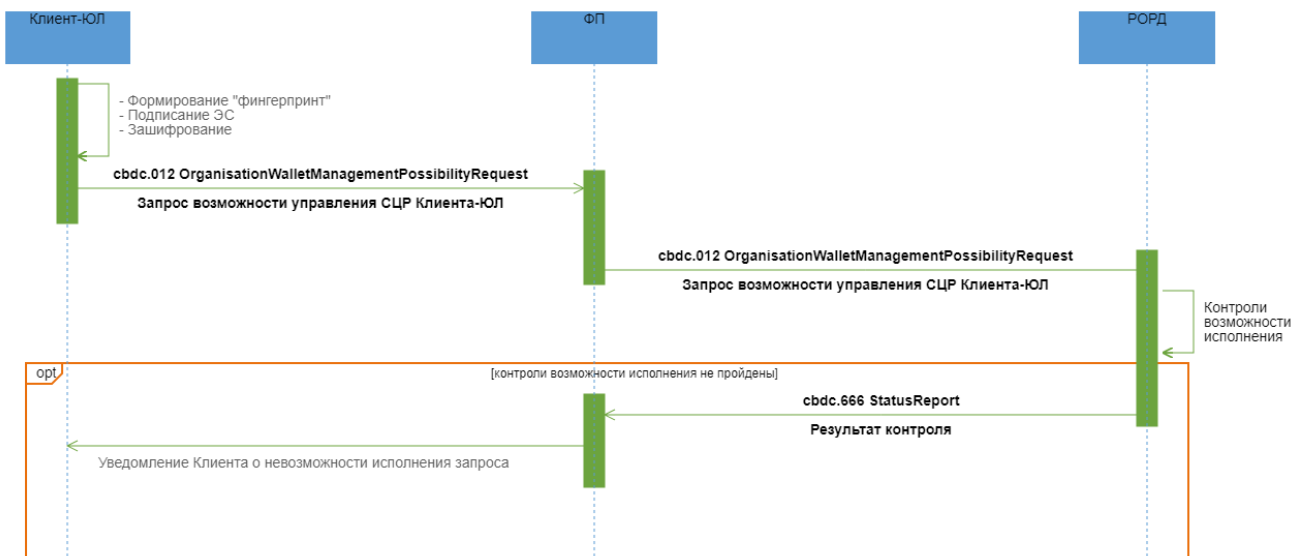 Клиент-ЮЛ
ФП
РОРД
- Формирование "фингерпринт"
- Подписание ЭС
- Зашифрование
cbdc.012 OrganisationWalletManagementPossibilityRequest
Запрос возможности управления СЦР Клиента-ЮЛ
cbdc.012 OrganisationWalletManagementPossibilityRequest
Запрос возможности управления СЦР Клиента-ЮЛ
Контроли
возможности
исполнения
opt
[контроли возможности исполнения не пройдены]
cbdc.666 StatusReport
Результат контроля
Уведомление Клиента о невозможности исполнения запроса